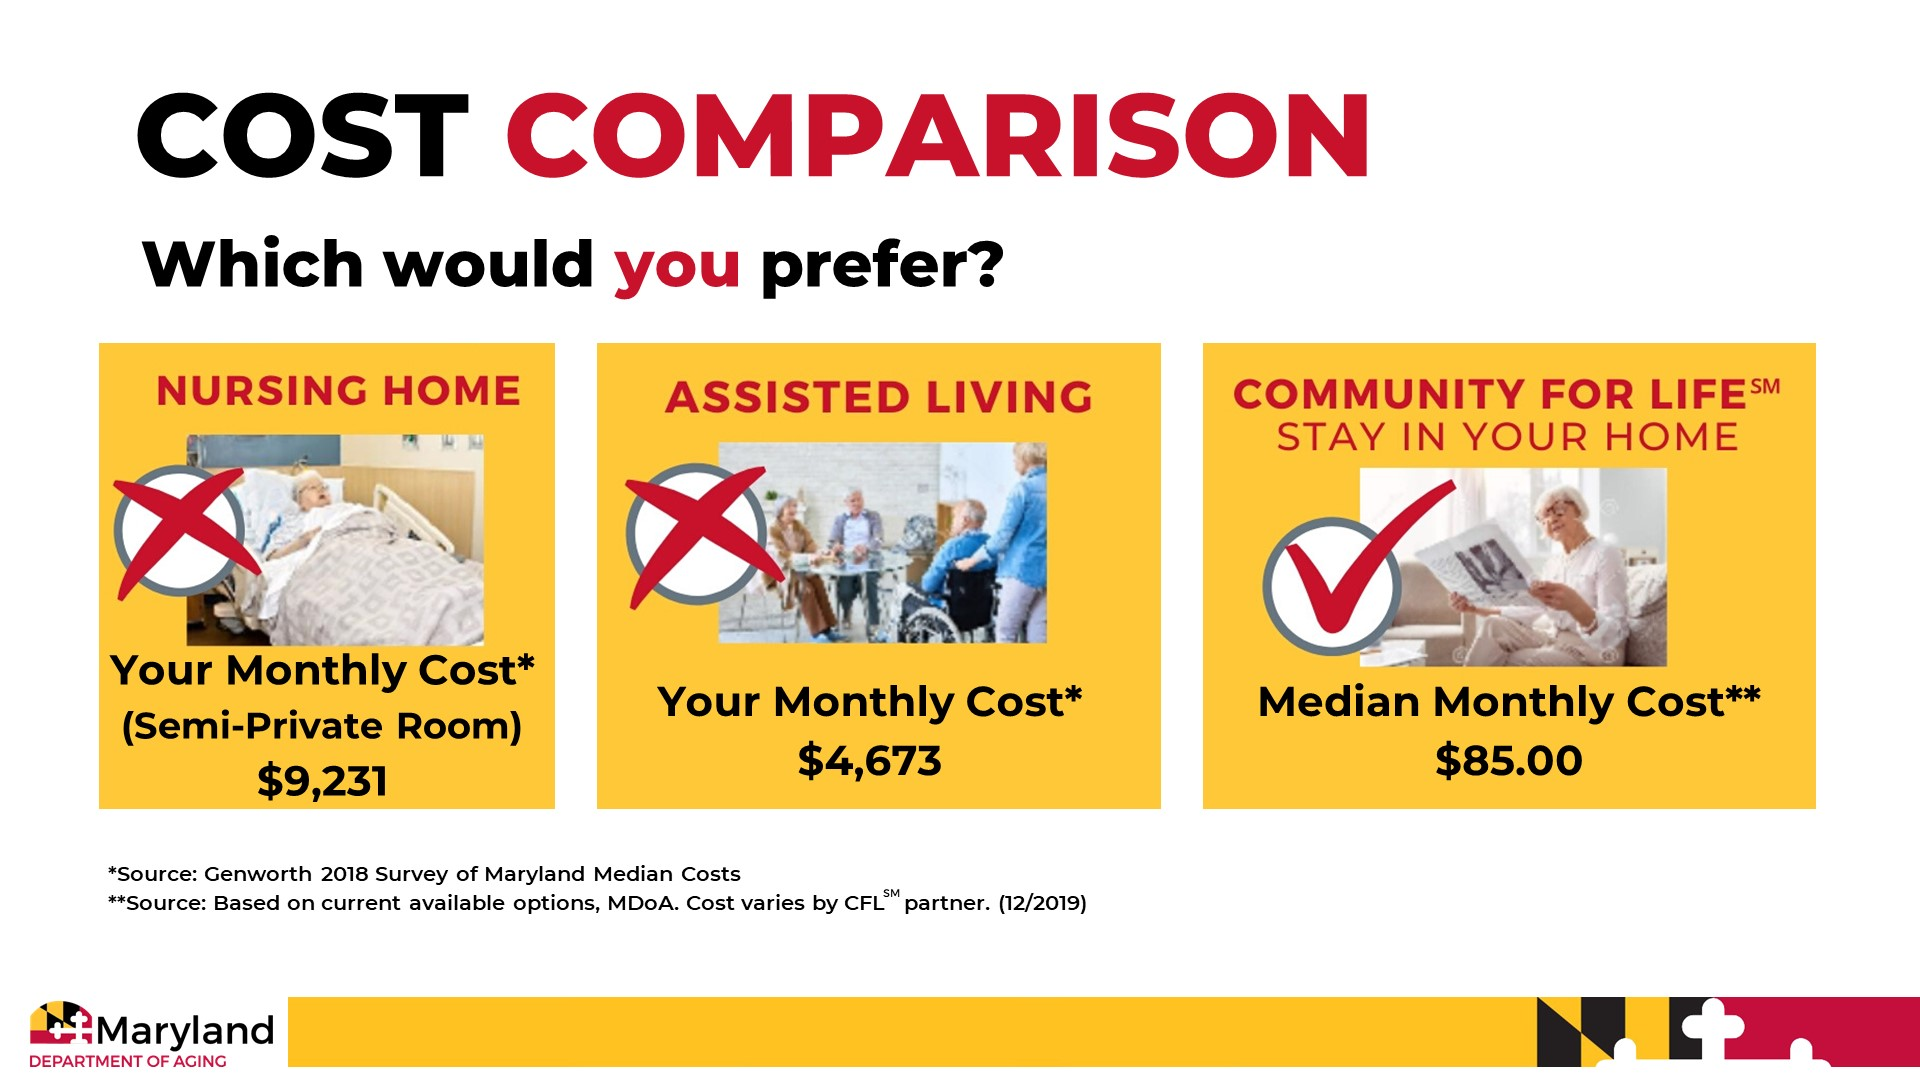 COST COMPARISON
Which would you prefer?
NURSING HOME
Your Monthly Cost*
(Semi-Private Room)
$9,231
ASSISTED LIVING
Your Monthly Cost*
$4,673
COMMUNITY FOR LIFE℠
STAY IN YOUR HOME
Median Monthly Cost**
$85.00
*Source: Genworth 2018 Survey of Maryland Median Costs
**Source: Based on current available options, MDoA. Cost varies by CFL℠ partner. (12/2019)
Maryland
DEPARTMENT OF AGING